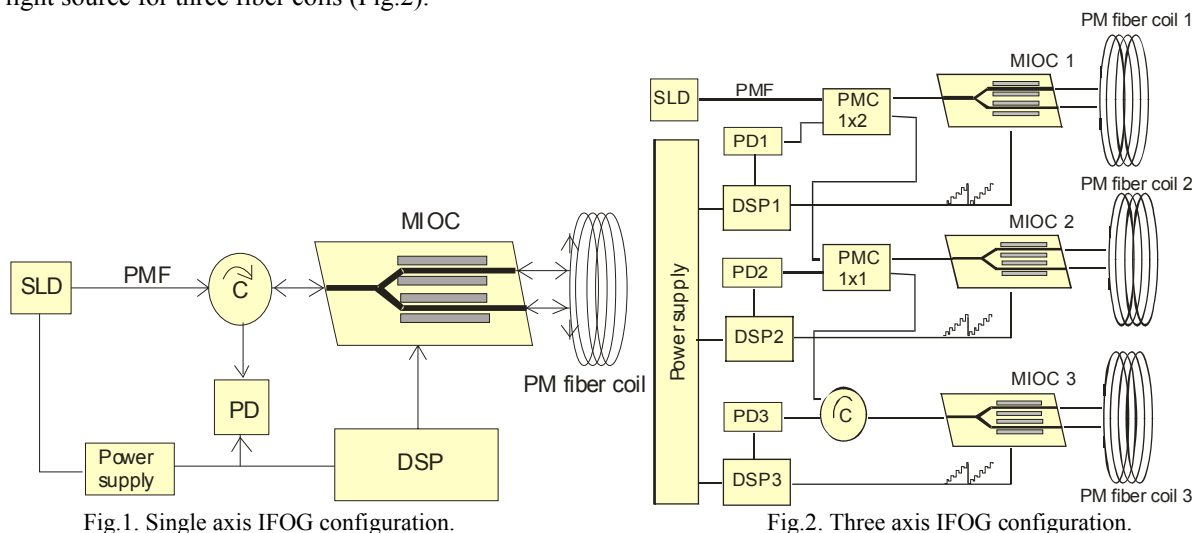 light source for three fiber coils (Fig.2).
SLD
PMF
C
MIOC
PM fiber coil
PD
Power
supply
DSP
Fig.1. Single axis IFOG configuration.
PM fiber coil 1
MIOC 1
SLD
PMF
PMC
1x2
PD1
DSP1
PM fiber coil 2
MIOC 2
PD2
PMC
1x1
DSP2
Power supply
MIOC 3
PD3
C
DSP3
PM fiber coil 3
Fig.2. Three axis IFOG configuration.